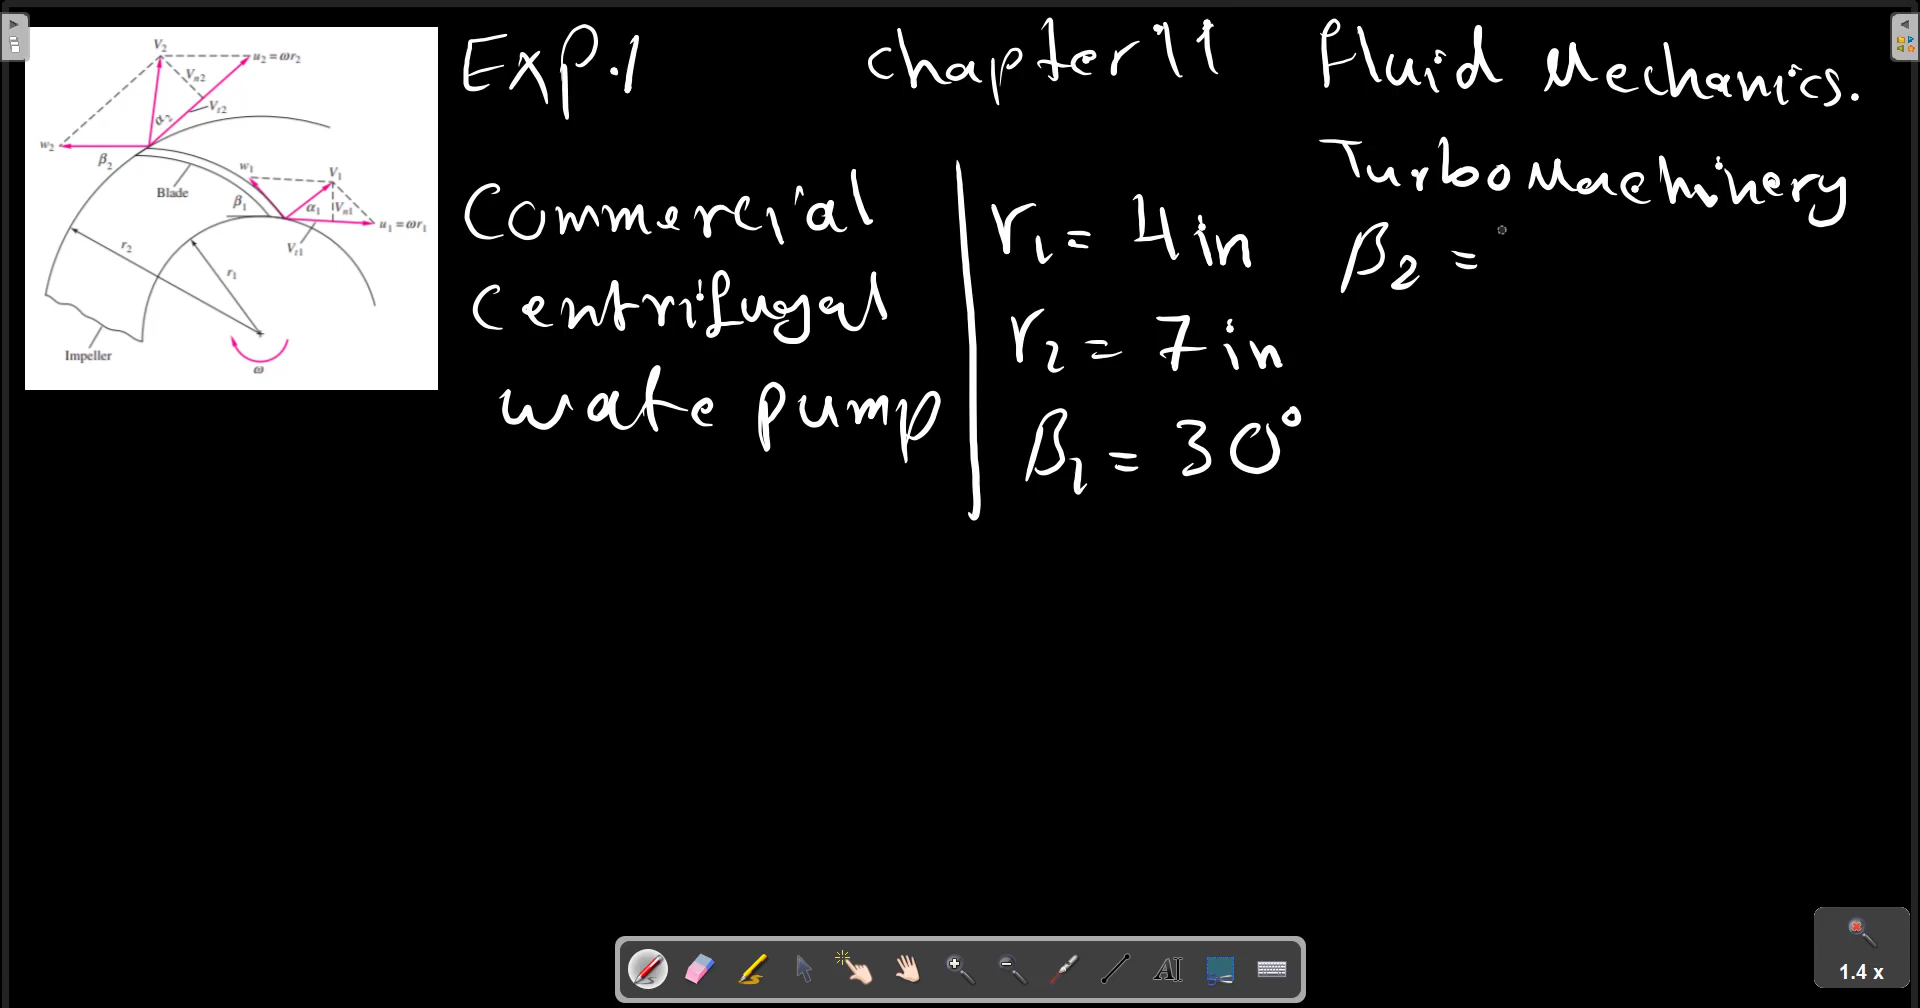 Exp.1 chapter 11 Fluid Mechanics.
TurboMachinery
Commercial
centrifugal
wate pump
r1 = 4 in
r2 = 7 in
β1 = 30°
β2 =
V2
u2 = ωr2
Vn2
Vt2
α2
w2
β2
Blade
w1
V1
β1
α1
Vn1
u1 = ωr1
Vt1
r2
r1
Impeller
ω
AI
1.4 x